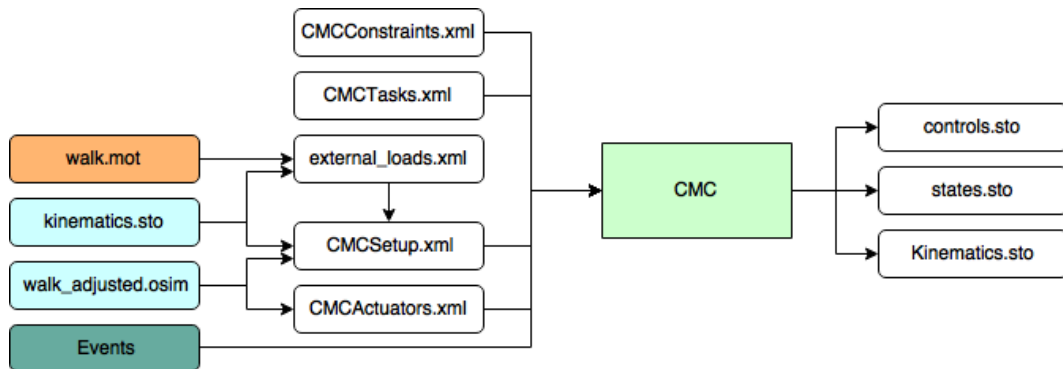 CMCConstraints.xml
CMCTasks.xml
walk.mot
external_loads.xml
kinematics.sto
CMCSetup.xml
walk_adjusted.osim
CMCActuators.xml
Events
CMC
controls.sto
states.sto
Kinematics.sto